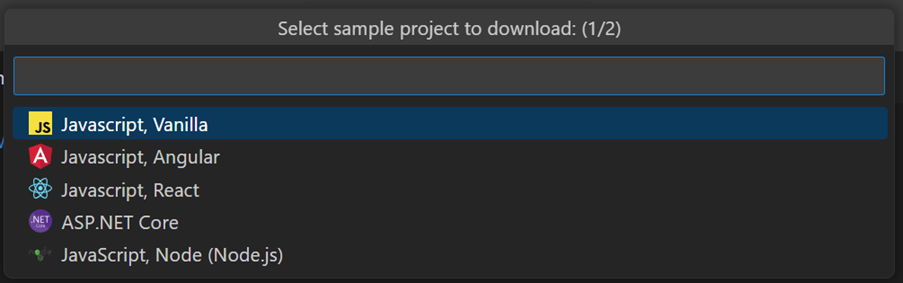 Select sample project to download: (1/2)
JS Javascript, Vanilla
A Javascript, Angular
Javascript, React
.NET ASP.NET Core
JavaScript, Node (Node.js)